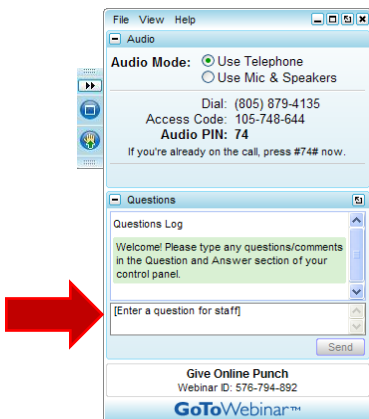 File View Help
Audio
Audio Mode: Use Telephone
Use Mic & Speakers
Dial: (805) 879-4135
Access Code: 105-748-644
Audio PIN: 74
If you're already on the call, press #74# now.
Questions
Questions Log
Welcome! Please type any questions/comments
in the Question and Answer section of your
control panel.
[Enter a question for staff]
Send
Give Online Punch
Webinar ID: 576-794-892
GoToWebinar™